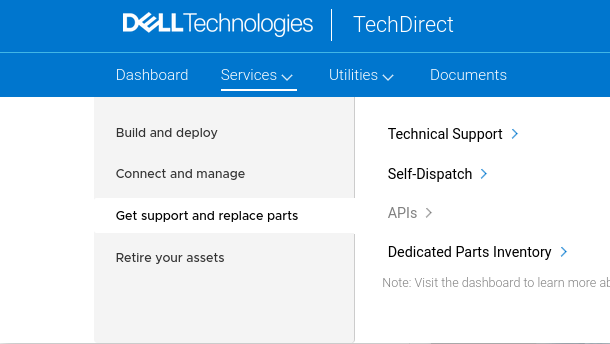 DELLTechnologies TechDirect
Dashboard Services Utilities Documents
Build and deploy
Connect and manage
Get support and replace parts
Retire your assets
Technical Support
Self-Dispatch
APIs
Dedicated Parts Inventory
Note: Visit the dashboard to learn more